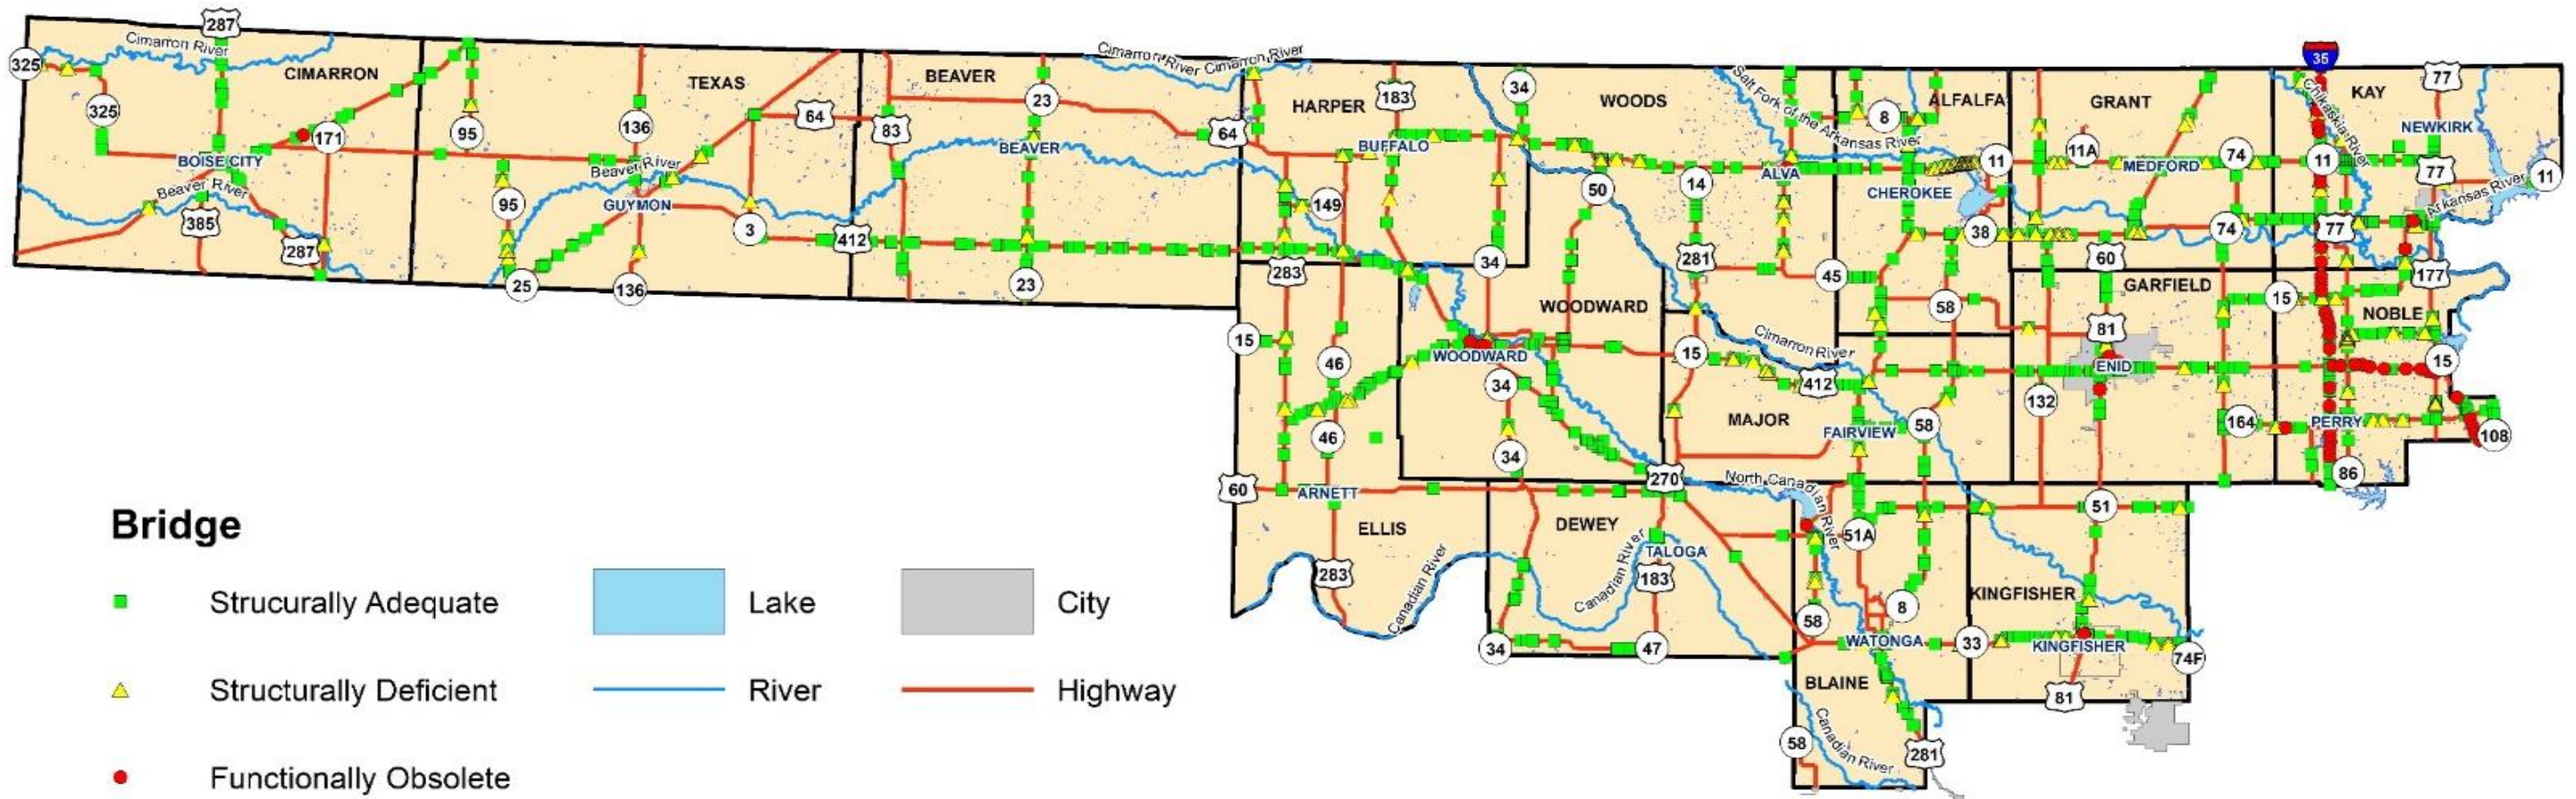 287
Cimarron River
325
CIMARRON
TEXAS
BEAVER
Cimarron River
Cimarron River
HARPER
183
34
WOODS
Salt Fork of the Arkansas River
8
ALFALFA
GRANT
35
KAY
77
325
171
95
136
64
83
23
64
BUFFALO
Chikaskia River
NEWKIRK
BOISE CITY
Beaver River
BEAVER
11
11A
MEDFORD
74
11
77
11
Beaver River
385
287
95
GUYMON
3
412
149
50
14
ALVA
CHEROKEE
38
74
77
Arkansas River
25
136
23
283
34
281
45
60
177
WOODWARD
58
GARFIELD
15
NOBLE
15
46
WOODWARD
34
15
Cimarron River
412
81
ENID
15
132
46
34
MAJOR
FAIRVIEW
58
164
PERRY
108
60
ARNETT
270
North Canadian River
86
Bridge
ELLIS
DEWEY
51A
51
283
Canadian River
Canadian River
TALOGA
183
KINGFISHER
Strucurally Adequate
Lake
City
58
8
34
47
WATONGA
33
KINGFISHER
74F
Structurally Deficient
River
Highway
BLAINE
81
58
Canadian River
281
Functionally Obsolete